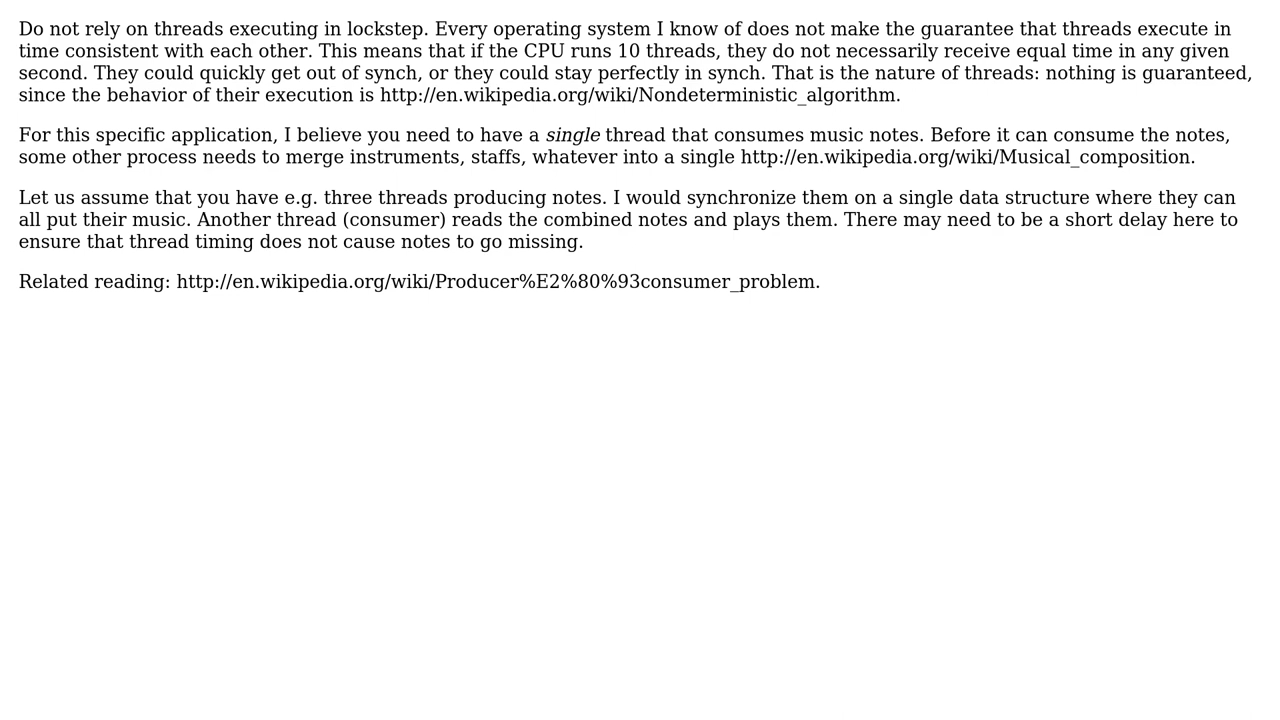 Do not rely on threads executing in lockstep. Every operating system I know of does not make the guarantee that threads execute in
time consistent with each other. This means that if the CPU runs 10 threads, they do not necessarily receive equal time in any given
second. They could quickly get out of synch, or they could stay perfectly in synch. That is the nature of threads: nothing is guaranteed,
since the behavior of their execution is http://en.wikipedia.org/wiki/Nondeterministic_algorithm.
For this specific application, I believe you need to have a single thread that consumes music notes. Before it can consume the notes,
some other process needs to merge instruments, staffs, whatever into a single http://en.wikipedia.org/wiki/Musical_composition.
Let us assume that you have e.g. three threads producing notes. I would synchronize them on a single data structure where they can
all put their music. Another thread (consumer) reads the combined notes and plays them. There may need to be a short delay here to
ensure that thread timing does not cause notes to go missing.
Related reading: http://en.wikipedia.org/wiki/Producer%E2%80%93consumer_problem.